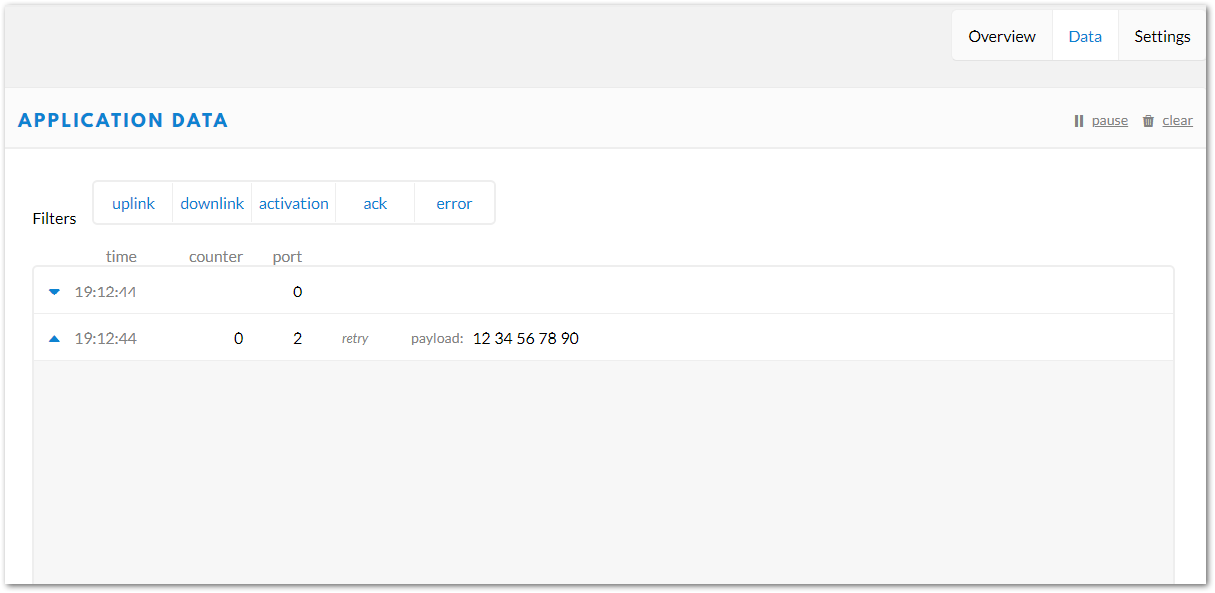 Overview Data Settings
APPLICATION DATA pause clear
Filters uplink downlink activation ack error
time counter port
19:12:44 0
19:12:44 0 2 retry payload: 12 34 56 78 90